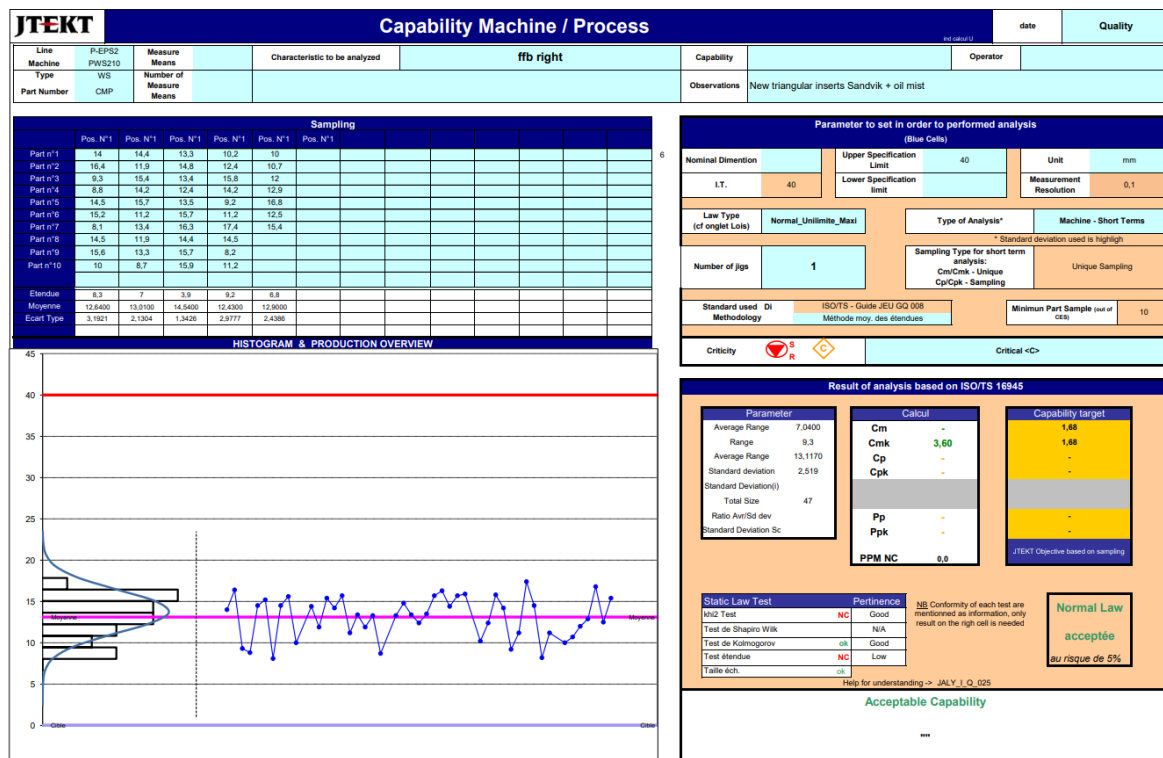 JTEKT
Capability Machine / Process
ind calcul U
date
Quality
Line
P-EPS2
Machine
PWS210
Measure Means
Characteristic to be analyzed
ffb right
Capability
Operator
Type
WS
Part Number
CMP
Number of Measure Means
Observations
New triangular inserts Sandvik + oil mist
Sampling
Pos. N°1 Pos. N°1 Pos. N°1 Pos. N°1 Pos. N°1 Pos. N°1
Part n°1 14 14,4 13,3 10,2 10
Part n°2 16,4 11,9 14,8 12,4 10,7
Part n°3 9,3 15,4 13,4 15,8 12
Part n°4 8,8 14,2 12,4 14,2 12,9
Part n°5 14,5 15,7 13,5 9,2 16,8
Part n°6 15,2 11,2 15,7 11,2 12,5
Part n°7 8,1 13,4 16,3 17,4 15,4
Part n°8 14,5 11,9 14,4 14,5
Part n°9 15,6 13,3 15,7 8,2
Part n°10 10 8,7 15,9 11,2
Etendue 8,3 7 3,9 9,2 6,8
Moyenne 12,6400 13,0100 14,5400 12,4300 12,9000
Ecart Type 3,1921 2,1304 1,3426 2,9777 2,4386
6
HISTOGRAM & PRODUCTION OVERVIEW
45
40
35
30
25
20
15
10
5
0
Moyenne
Moyenne
Cible
Cible
Parameter to set in order to performed analysis
(Blue Cells)
Nominal Dimention
Upper Specification Limit
40
Unit
mm
I.T.
40
Lower Specification limit
Measurement Resolution
0,1
Law Type
(cf onglet Lois)
Normal_Unilimite_Maxi
Type of Analysis*
Machine - Short Terms
* Standard deviation used is highligh
Number of jigs
1
Sampling Type for short term
analysis:
Cm/Cmk - Unique
Cp/Cpk - Sampling
Unique Sampling
Standard used Di
ISO/TS - Guide JEU GQ 008
Methodology
Méthode moy. des étendues
Minimun Part Sample (out of CES)
10
Criticity
S
R
C
Critical <C>
Result of analysis based on ISO/TS 16945
Parameter
Average Range 7,0400
Range 9,3
Average Range 13,1170
Standard deviation 2,519
Standard Deviation(i)
Total Size 47
Ratio Avr/Sd dev
Standard Deviation Sc
Calcul
Cm -
Cmk 3,60
Cp -
Cpk -
Pp -
Ppk -
PPM NC 0,0
Capability target
1,68
1,68
-
-
-
-
JTEKT Objective based on sampling
Static Law Test Pertinence
khi2 Test NC Good
Test de Shapiro Wilk N/A
Test de Kolmogorov ok Good
Test étendue NC Low
Taille éch. ok
NB Conformity of each test are
mentionned as information, only
result on the righ cell is needed
Normal Law
acceptée
au risque de 5%
Help for understanding -> JALY_I_Q_025
Acceptable Capability
""